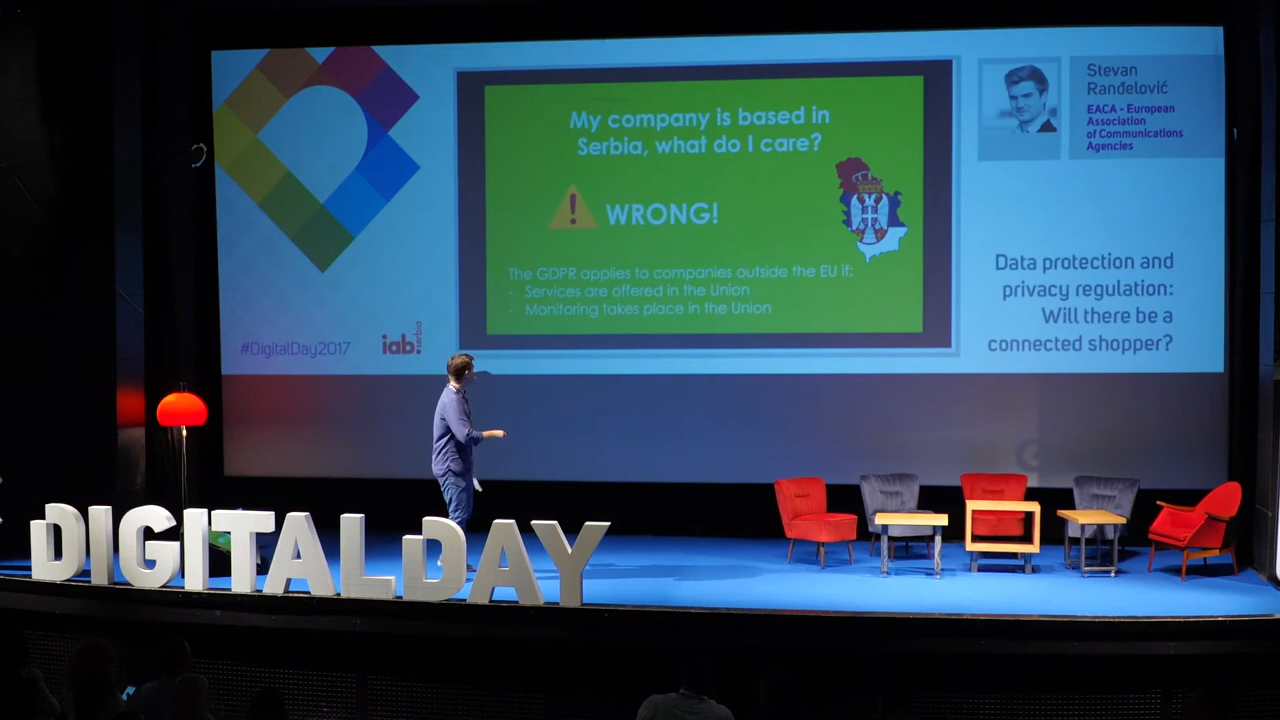 My company is based in
Serbia, what do I care?
WRONG!
The GDPR applies to companies outside the EU if:
- Services are offered in the Union
- Monitoring takes place in the Union
Stevan
Ranđelović
EACA - European
Association
of Communications
Agencies
Data protection and
privacy regulation:
Will there be a
connected shopper?
#DigitalDay2017
iab:
serbia
DIGITALDAY